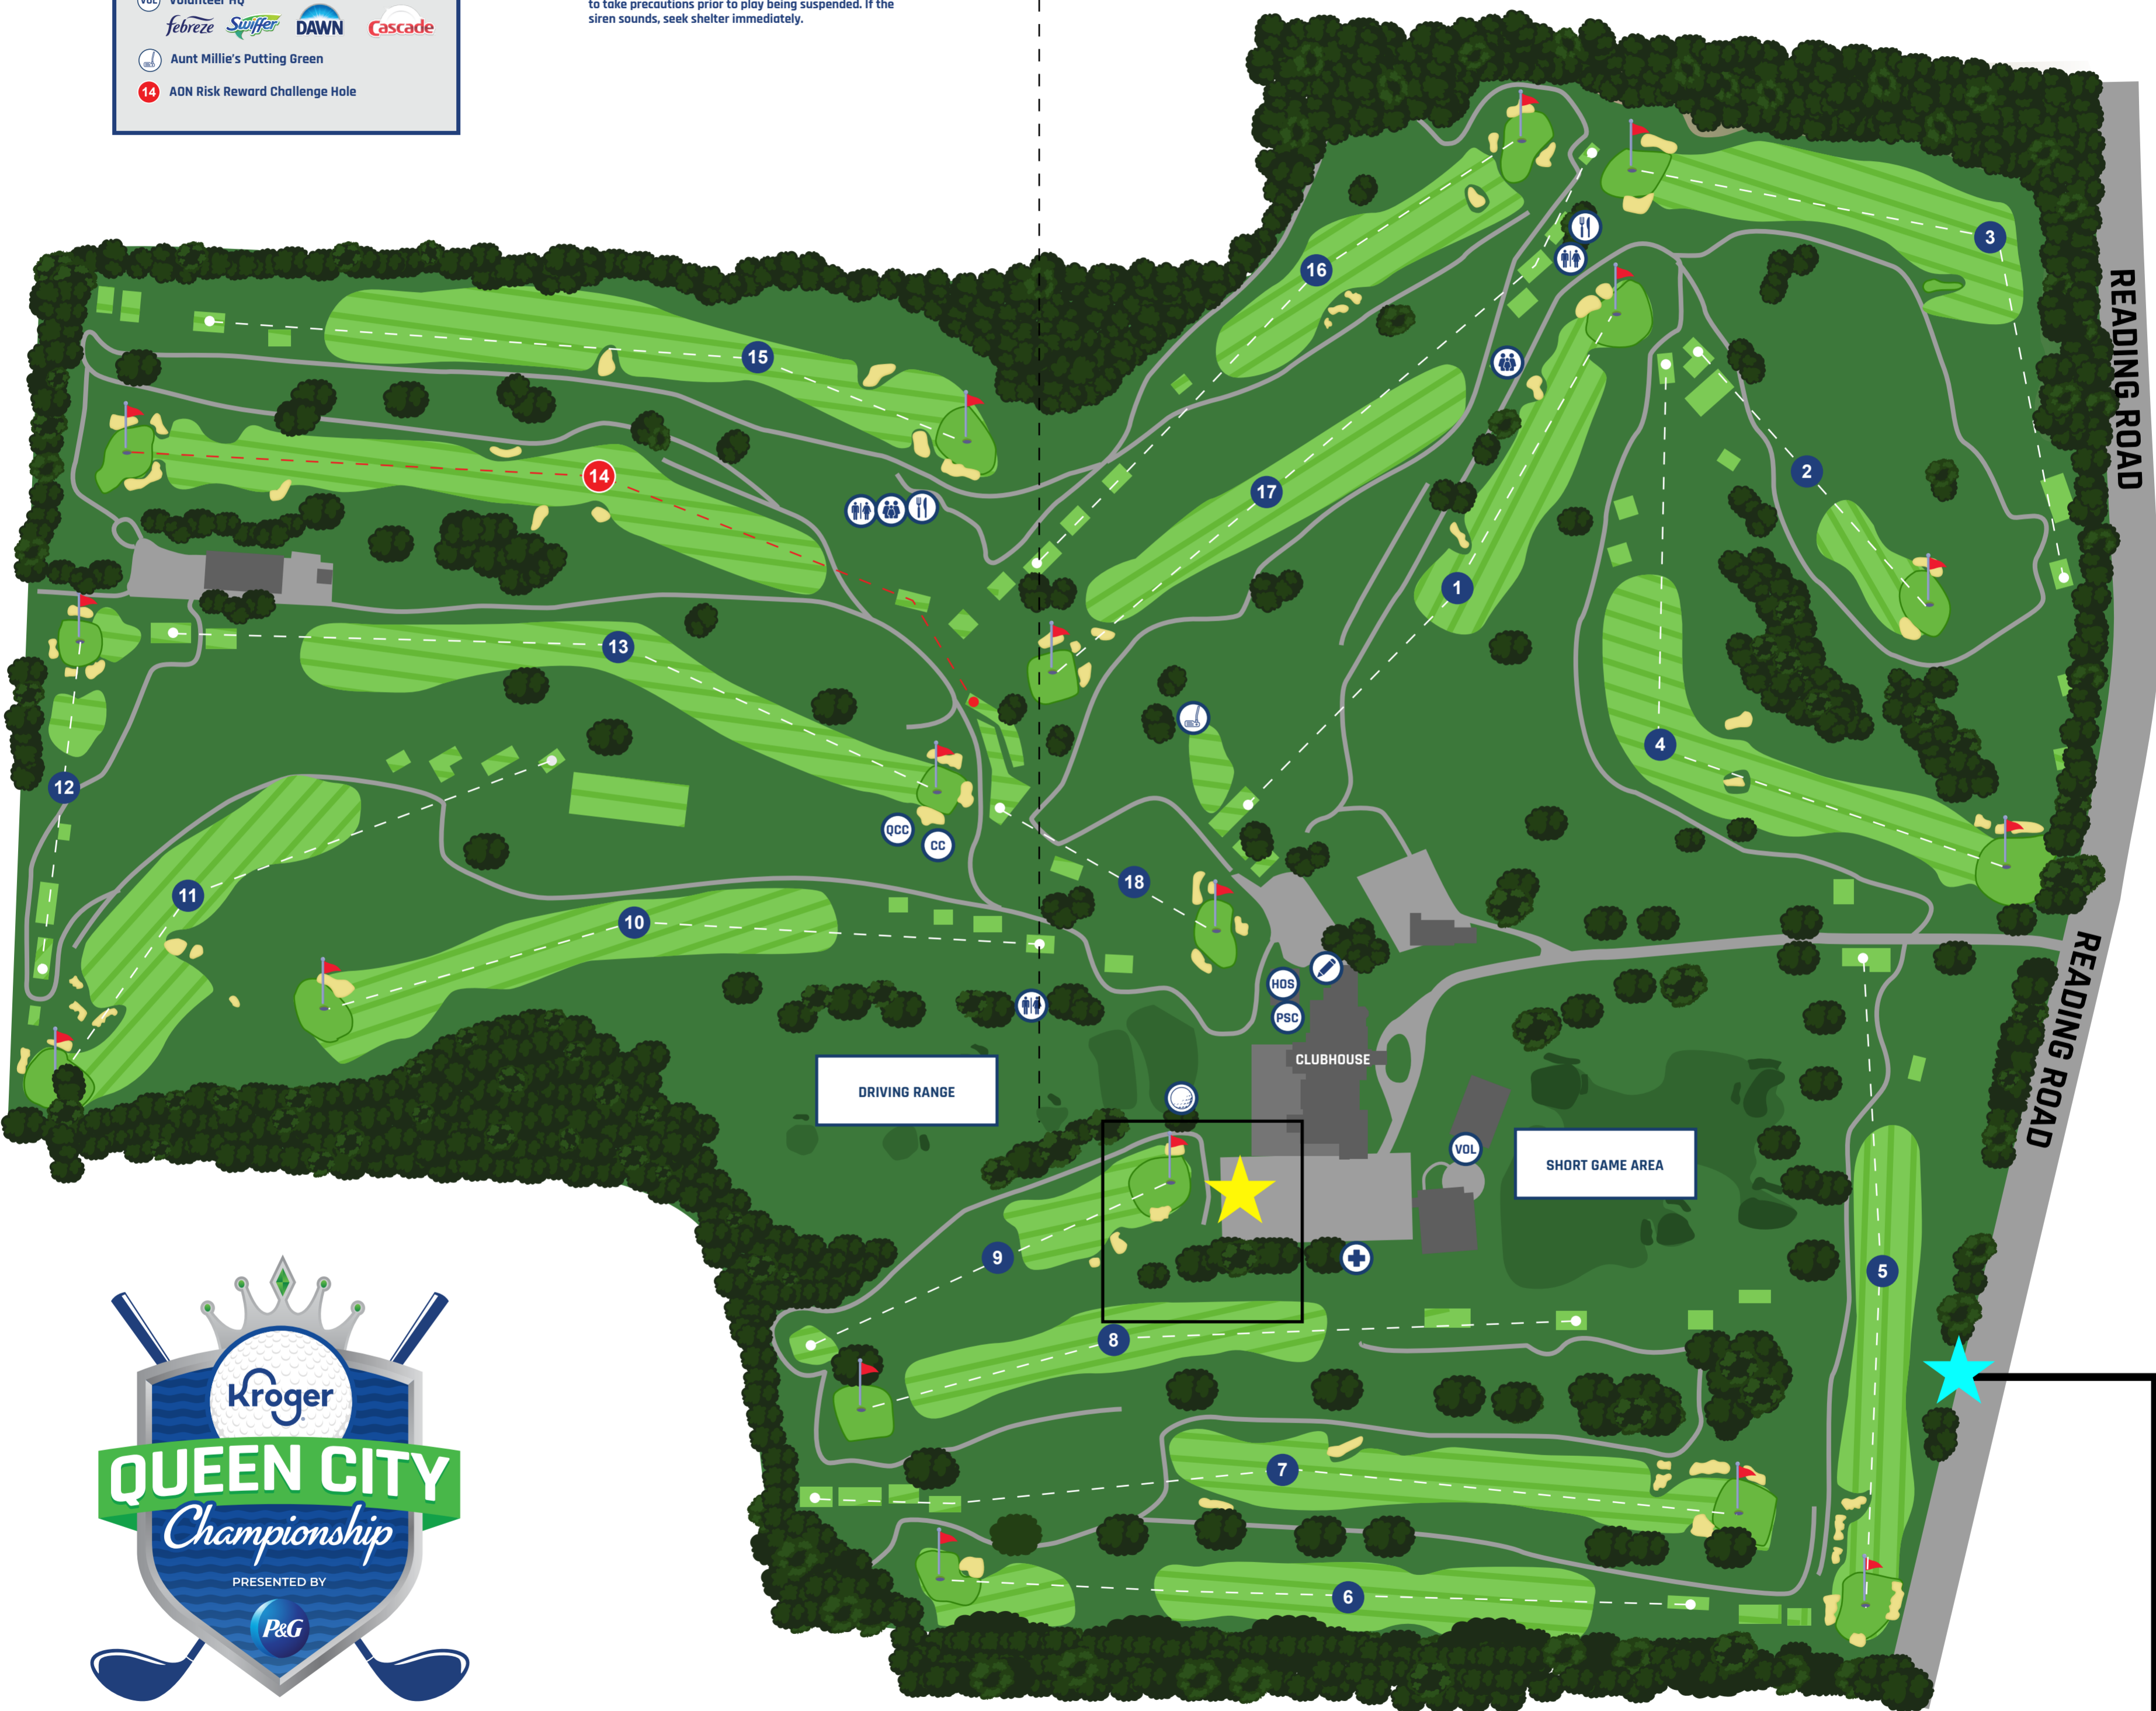 VOL Volunteer HQ
febreze Swiffer DAWN Cascade
Aunt Millie's Putting Green
14 AON Risk Reward Challenge Hole
to take precautions prior to play being suspended. If the
siren sounds, seek shelter immediately.
READING ROAD
READING ROAD
3
16
15
2
14
17
1
13
4
12
QCC
CC
18
11
10
HOS
PSC
CLUBHOUSE
DRIVING RANGE
VOL
SHORT GAME AREA
9
5
8
7
6
Kroger
QUEEN CITY
Championship
PRESENTED BY
P&G